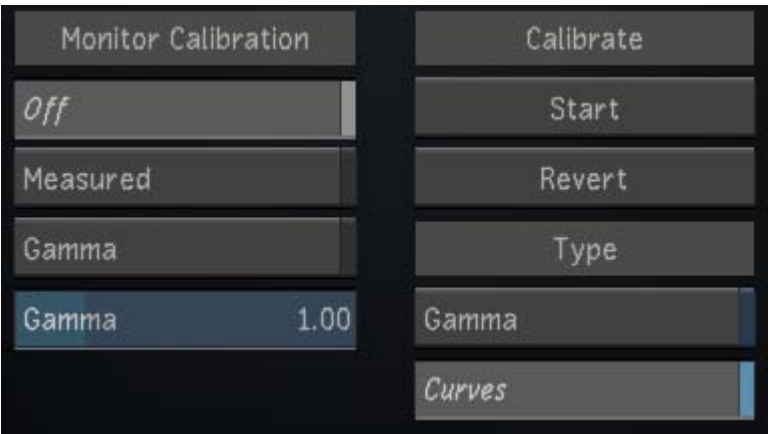 Monitor Calibration
Off
Measured
Gamma
Gamma 1.00
Calibrate
Start
Revert
Type
Gamma
Curves